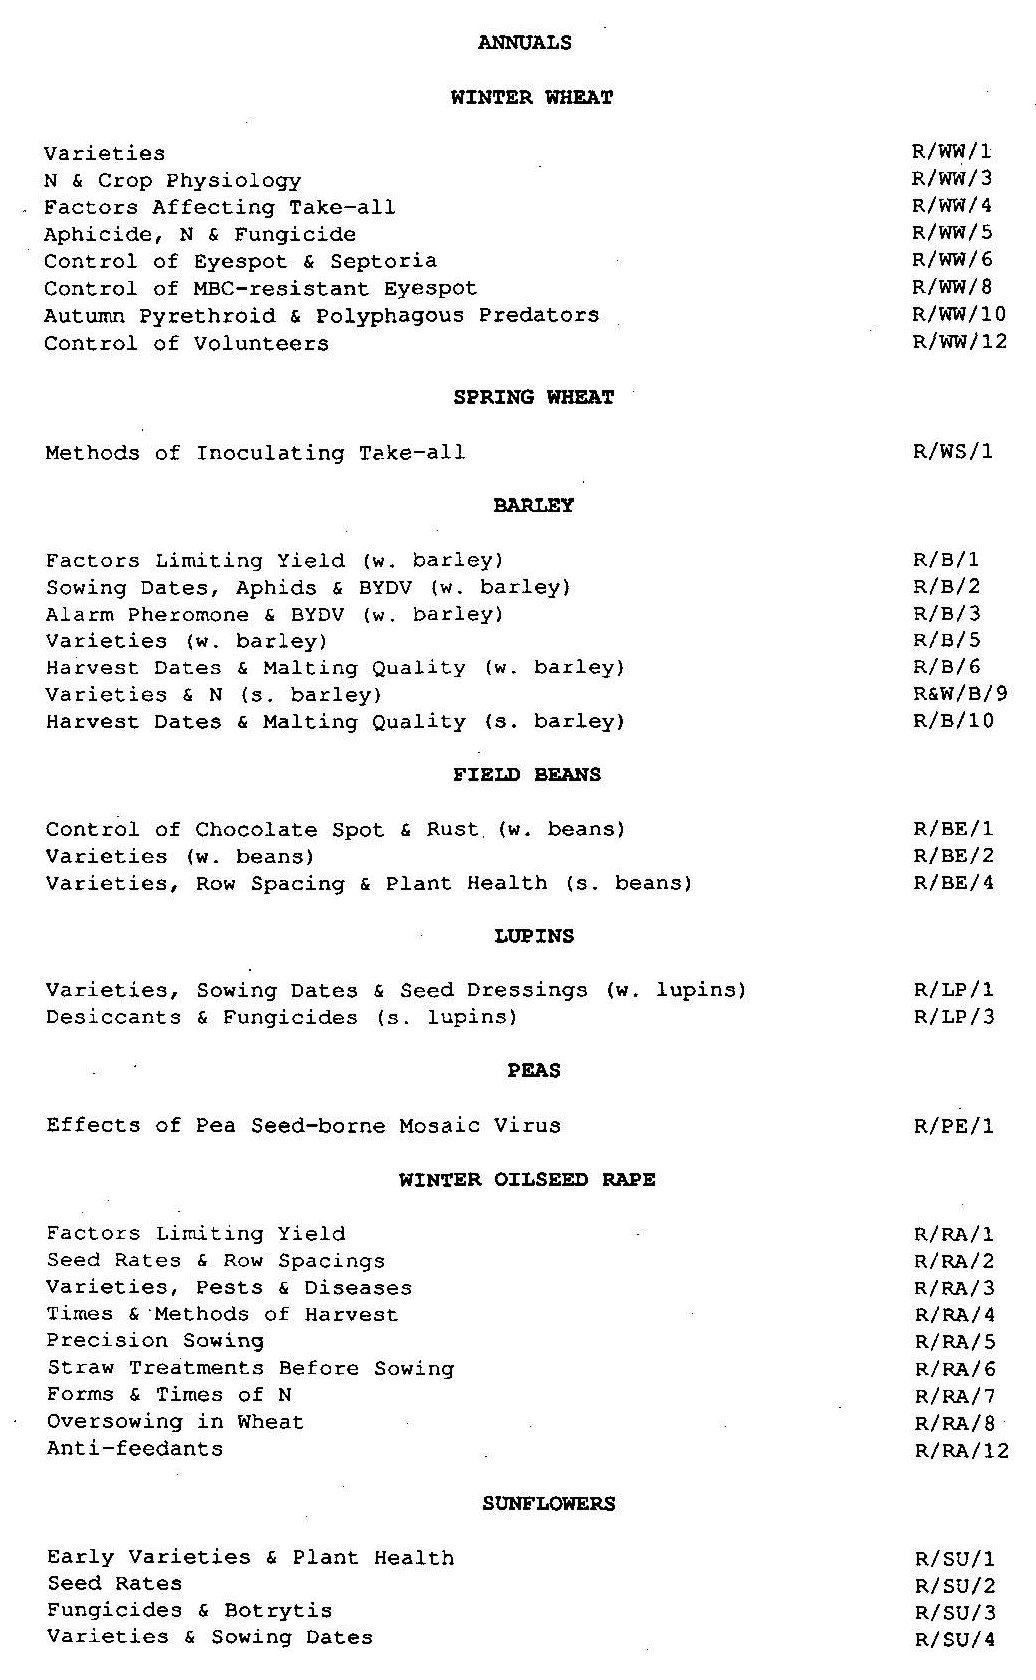 ANNUALS
WINTER WHEAT
Varieties R/WW/1
N & Crop Physiology R/WW/3
Factors Affecting Take-all R/WW/4
Aphicide, N & Fungicide R/WW/5
Control of Eyespot & Septoria R/WW/6
Control of MBC-resistant Eyespot R/WW/8
Autumn Pyrethroid & Polyphagous Predators R/WW/10
Control of Volunteers R/WW/12
SPRING WHEAT
Methods of Inoculating Take-all R/WS/1
BARLEY
Factors Limiting Yield (w. barley) R/B/1
Sowing Dates, Aphids & BYDV (w. barley) R/B/2
Alarm Pheromone & BYDV (w. barley) R/B/3
Varieties (w. barley) R/B/5
Harvest Dates & Malting Quality (w. barley) R/B/6
Varieties & N (s. barley) R&W/B/9
Harvest Dates & Malting Quality (s. barley) R/B/10
FIELD BEANS
Control of Chocolate Spot & Rust (w. beans) R/BE/1
Varieties (w. beans) R/BE/2
Varieties, Row Spacing & Plant Health (s. beans) R/BE/4
LUPINS
Varieties, Sowing Dates & Seed Dressings (w. lupins) R/LP/1
Desiccants & Fungicides (s. lupins) R/LP/3
PEAS
Effects of Pea Seed-borne Mosaic Virus R/PE/1
WINTER OILSEED RAPE
Factors Limiting Yield R/RA/1
Seed Rates & Row Spacings R/RA/2
Varieties, Pests & Diseases R/RA/3
Times & Methods of Harvest R/RA/4
Precision Sowing R/RA/5
Straw Treatments Before Sowing R/RA/6
Forms & Times of N R/RA/7
Oversowing in Wheat R/RA/8
Anti-feedants R/RA/12
SUNFLOWERS
Early Varieties & Plant Health R/SU/1
Seed Rates R/SU/2
Fungicides & Botrytis R/SU/3
Varieties & Sowing Dates R/SU/4